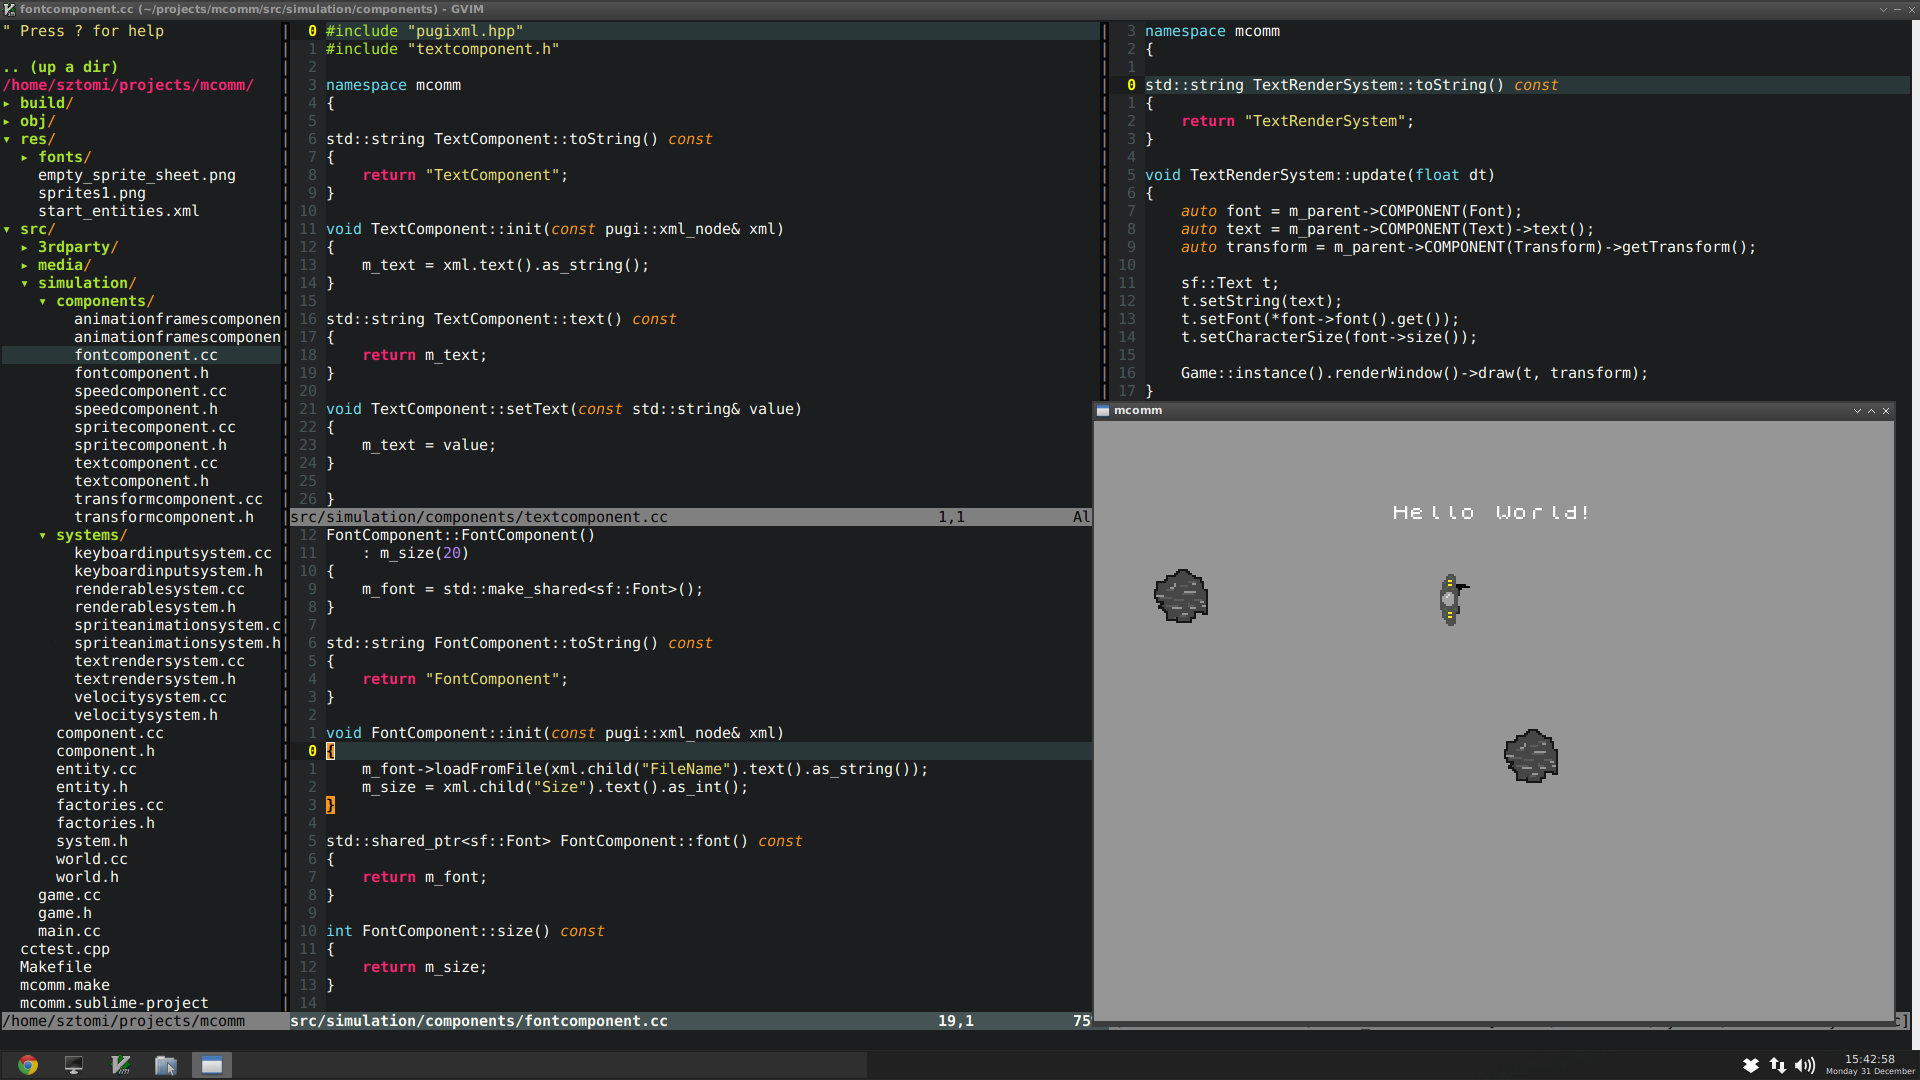 fontcomponent.cc (~/projects/mcomm/src/simulation/components) - GVIM
" Press ? for help
.. (up a dir)
/home/sztomi/projects/mcomm/
▸ build/
▸ obj/
▾ res/
▸ fonts/
empty_sprite_sheet.png
sprites1.png
start_entities.xml
▾ src/
▸ 3rdparty/
▸ media/
▾ simulation/
▾ components/
animationframescomponen
animationframescomponen
fontcomponent.cc
fontcomponent.h
speedcomponent.cc
speedcomponent.h
spritecomponent.cc
spritecomponent.h
textcomponent.cc
textcomponent.h
transformcomponent.cc
transformcomponent.h
▾ systems/
keyboardinputsystem.cc
keyboardinputsystem.h
renderablesystem.cc
renderablesystem.h
spriteanimationsystem.c
spriteanimationsystem.h
textrendersystem.cc
textrendersystem.h
velocitysystem.cc
velocitysystem.h
component.cc
component.h
entity.cc
entity.h
factories.cc
factories.h
system.h
world.cc
world.h
game.cc
game.h
main.cc
cctest.cpp
Makefile
mcomm.make
mcomm.sublime-project
/home/sztomi/projects/mcomm
0 #include "pugixml.hpp"
1 #include "textcomponent.h"
2
3 namespace mcomm
4 {
5
6 std::string TextComponent::toString() const
7 {
8     return "TextComponent";
9 }
10
11 void TextComponent::init(const pugi::xml_node& xml)
12 {
13     m_text = xml.text().as_string();
14 }
15
16 std::string TextComponent::text() const
17 {
18     return m_text;
19 }
20
21 void TextComponent::setText(const std::string& value)
22 {
23     m_text = value;
24 }
25
26 }
src/simulation/components/textcomponent.cc 1,1 Al
12 FontComponent::FontComponent()
11     : m_size(20)
10 {
9     m_font = std::make_shared<sf::Font>();
8 }
7
6 std::string FontComponent::toString() const
5 {
4     return "FontComponent";
3 }
2
1 void FontComponent::init(const pugi::xml_node& xml)
0 {
1     m_font->loadFromFile(xml.child("FileName").text().as_string());
2     m_size = xml.child("Size").text().as_int();
3 }
4
5 std::shared_ptr<sf::Font> FontComponent::font() const
6 {
7     return m_font;
8 }
9
10 int FontComponent::size() const
11 {
12     return m_size;
13 }
14
src/simulation/components/fontcomponent.cc 19,1 75
3 namespace mcomm
2 {
1
0 std::string TextRenderSystem::toString() const
1 {
2     return "TextRenderSystem";
3 }
4
5 void TextRenderSystem::update(float dt)
6 {
7     auto font = m_parent->COMPONENT(Font);
8     auto text = m_parent->COMPONENT(Text)->text();
9     auto transform = m_parent->COMPONENT(Transform)->getTransform();
10
11     sf::Text t;
12     t.setString(text);
13     t.setFont(*font->font().get());
14     t.setCharacterSize(font->size());
15
16     Game::instance().renderWindow()->draw(t, transform);
17 }
mcomm
Hello World!
15:42:58
Monday 31 December